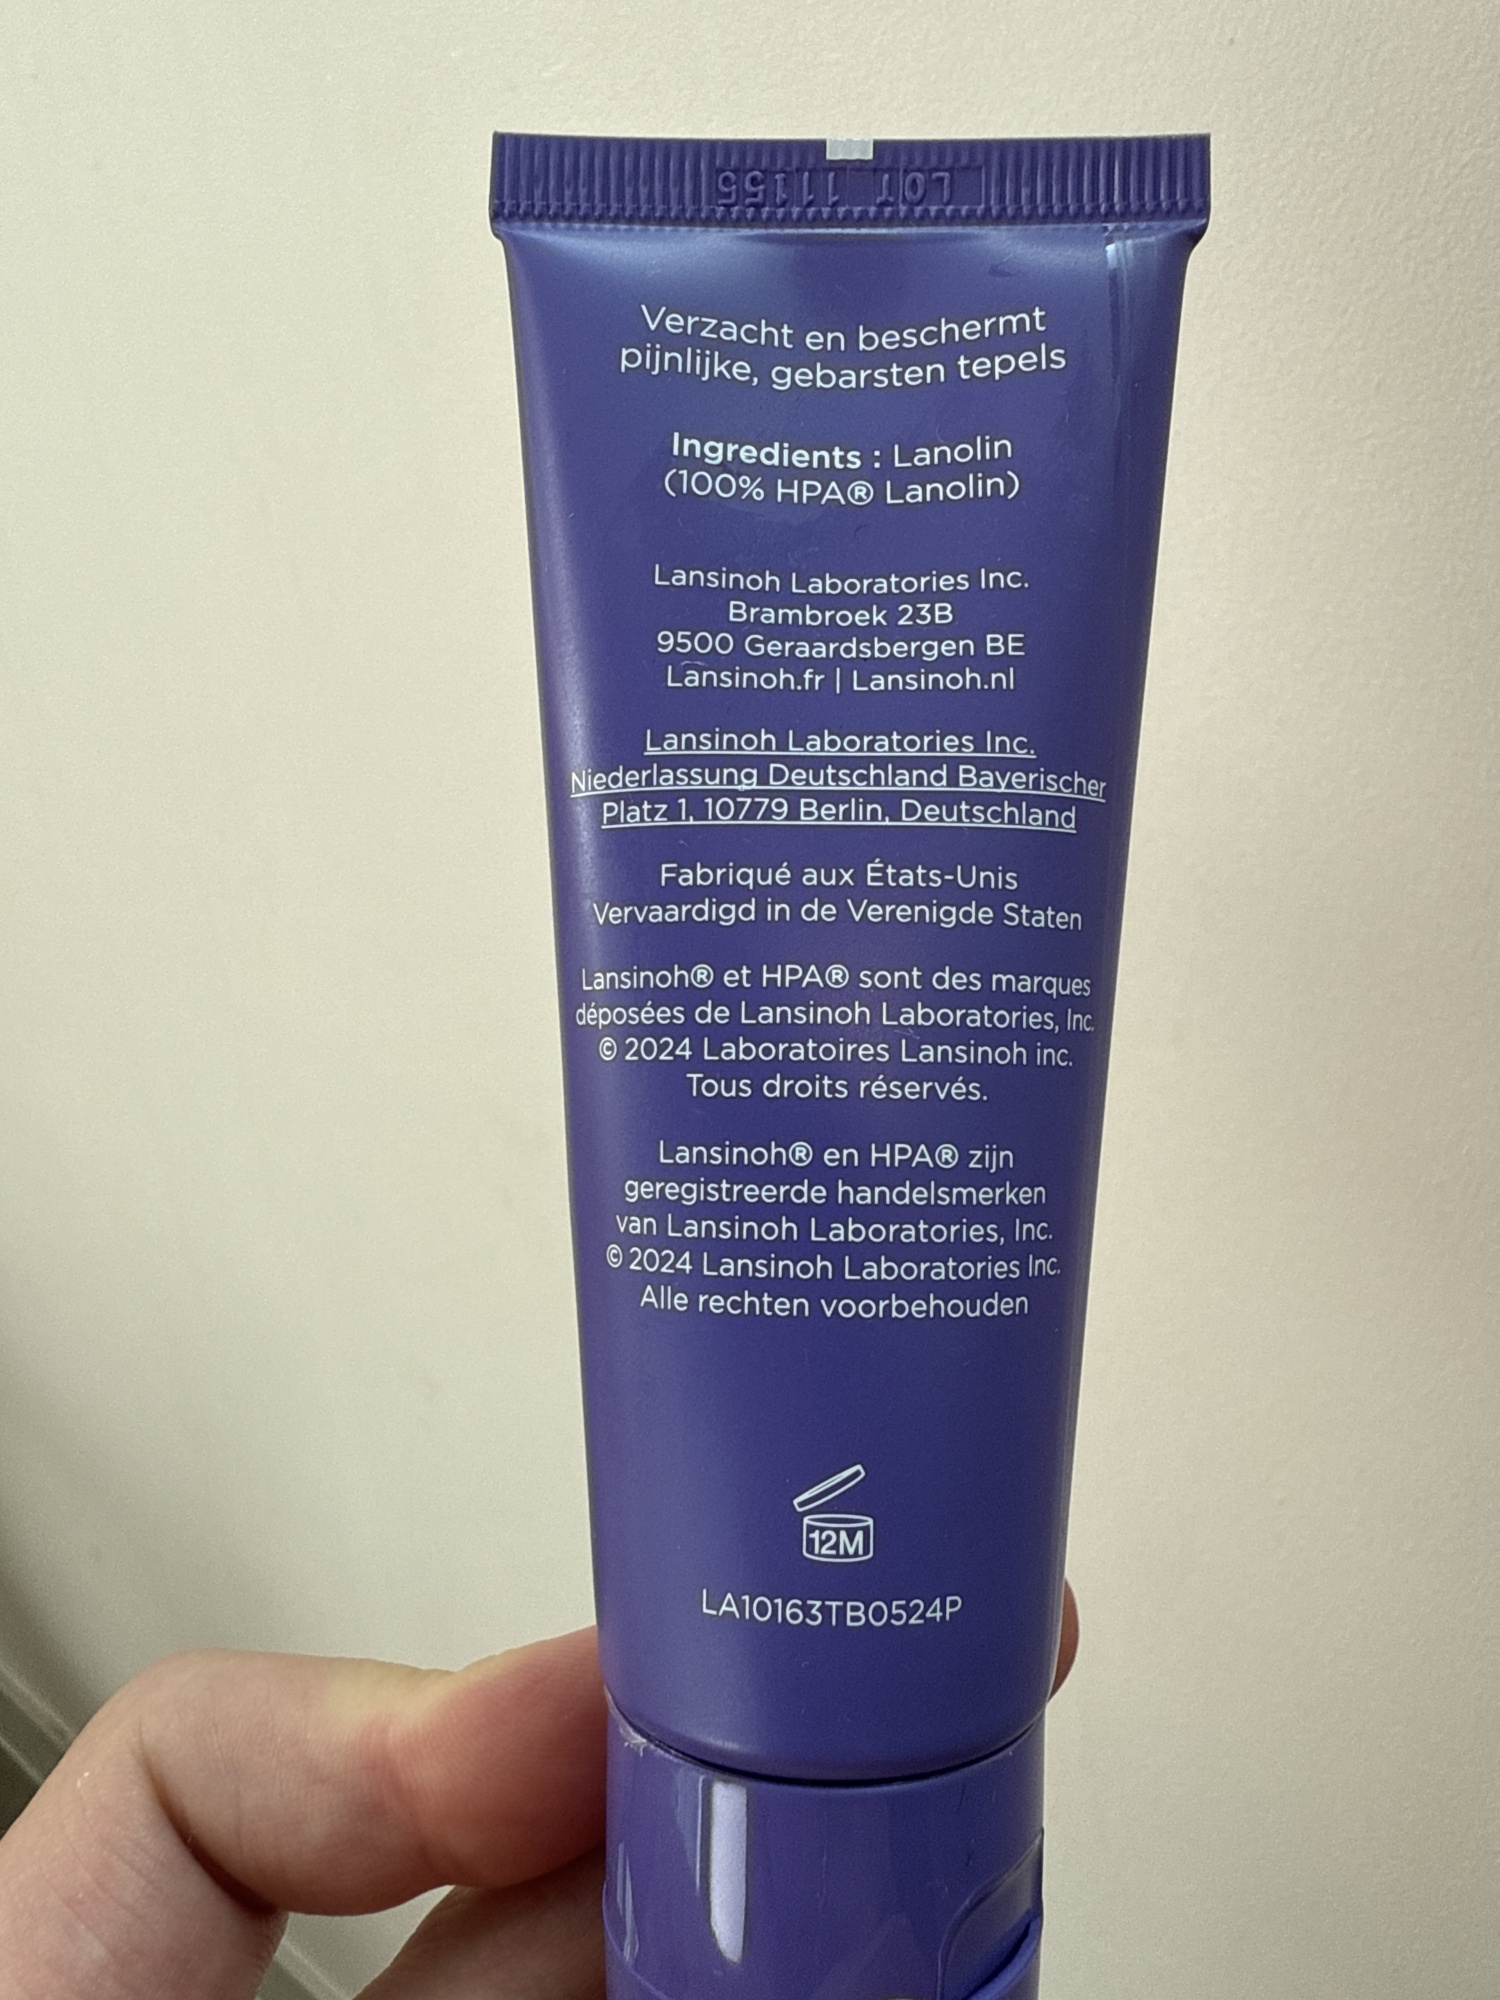 LOT 11155
Verzacht en beschermt
pijnlijke, gebarsten tepels
Ingredients : Lanolin
(100% HPA® Lanolin)
Lansinoh Laboratories Inc.
Brambroek 23B
9500 Geraardsbergen BE
Lansinoh.fr | Lansinoh.nl
Lansinoh Laboratories Inc.
Niederlassung Deutschland Bayerischer
Platz 1, 10779 Berlin, Deutschland
Fabriqué aux États-Unis
Vervaardigd in de Verenigde Staten
Lansinoh® et HPA® sont des marques
déposées de Lansinoh Laboratories, Inc.
© 2024 Laboratoires Lansinoh inc.
Tous droits réservés.
Lansinoh® en HPA® zijn
geregistreerde handelsmerken
van Lansinoh Laboratories, Inc.
© 2024 Lansinoh Laboratories Inc.
Alle rechten voorbehouden
12M
LA10163TB0524P